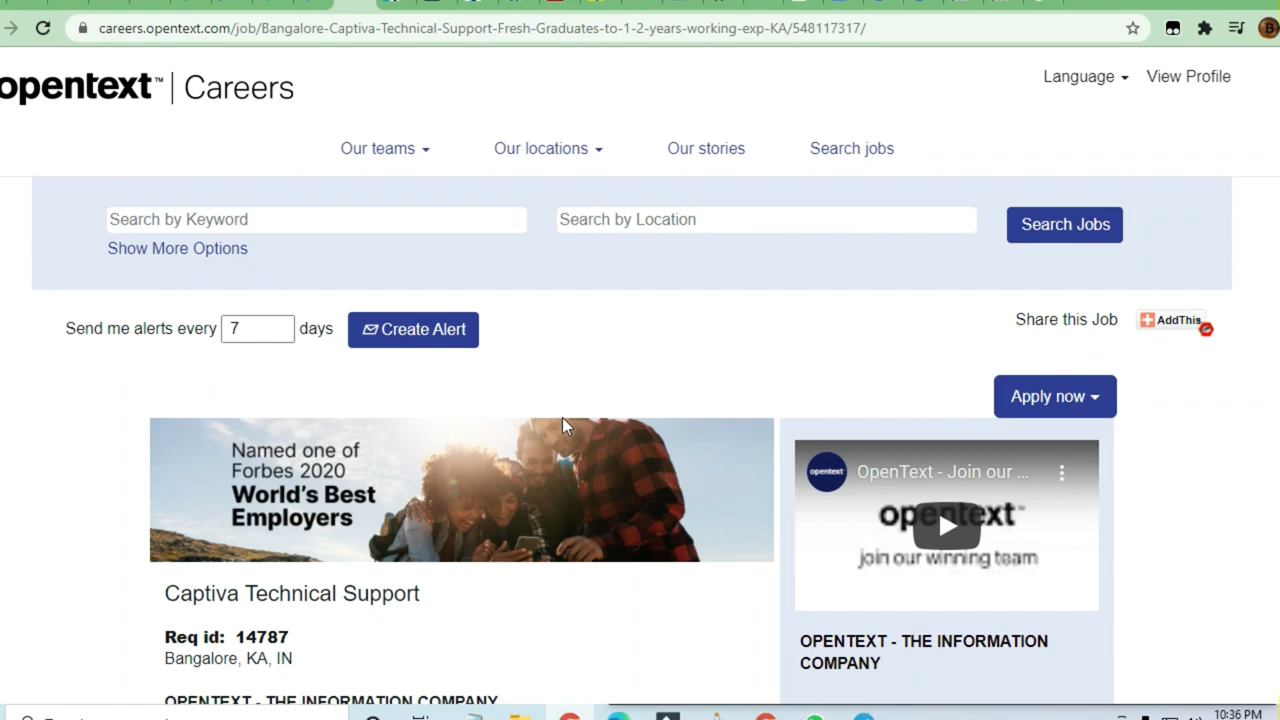 careers.opentext.com/job/Bangalore-Captiva-Technical-Support-Fresh-Graduates-to-1-2-years-working-exp-KA/548117317/
B
opentext™ | Careers
Language
View Profile
Our teams
Our locations
Our stories
Search jobs
Search by Keyword
Search by Location
Search Jobs
Show More Options
Send me alerts every 7 days
Create Alert
Share this Job
AddThis
Apply now
Named one of
Forbes 2020
World's Best
Employers
opentext
OpenText - Join our ...
opentext™
join our winning team
Captiva Technical Support
Req id: 14787
Bangalore, KA, IN
OPENTEXT - THE INFORMATION COMPANY
OPENTEXT - THE INFORMATION
COMPANY
10:36 PM